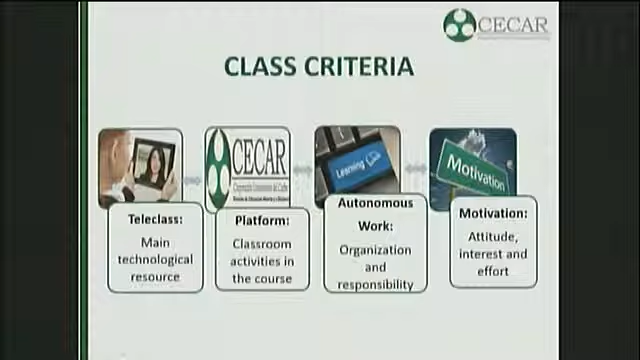 CECAR
CLASS CRITERIA
CECAR
Learning
Motivation
Teleclass:
Main
technological
resource
Platform:
Classroom
activities in
the course
Autonomous
Work:
Organization
and
responsibility
Motivation:
Attitude,
interest and
effort